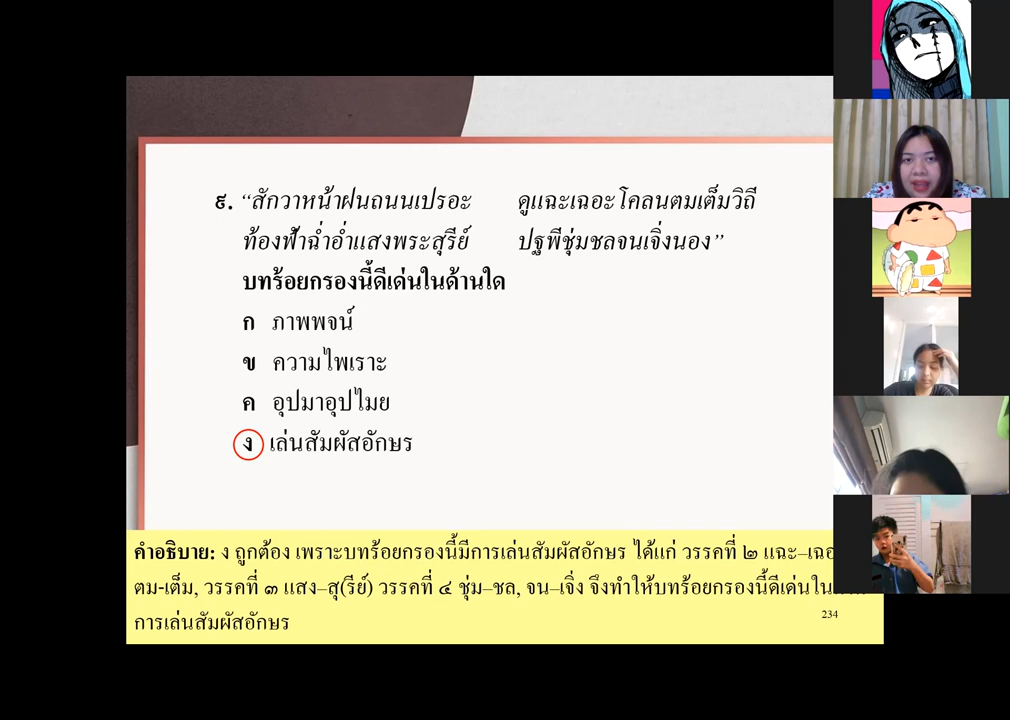 ๙. “สักวาหน้าฝนถนนเปรอะ ดูแฉะเฉอะโคลนตมเต็มวิถี
ท้องฟ้าฉ่ำอ่ำแสงพระสุรีย์ ปฐพีชุ่มชลจนเจิ่งนอง”
บทร้อยกรองนี้ดีเด่นในด้านใด
ก ภาพพจน์
ข ความไพเราะ
ค อุปมาอุปไมย
ง เล่นสัมผัสอักษร
คำอธิบาย: ง ถูกต้อง เพราะบทร้อยกรองนี้มีการเล่นสัมผัสอักษร ได้แก่ วรรคที่ ๒ แฉะ–เฉอ
ตม-เต็ม, วรรคที่ ๓ แสง–สุ(รีย์) วรรคที่ ๔ ชุ่ม–ชล, จน–เจิ่ง จึงทำให้บทร้อยกรองนี้ดีเด่นใน
การเล่นสัมผัสอักษร
234